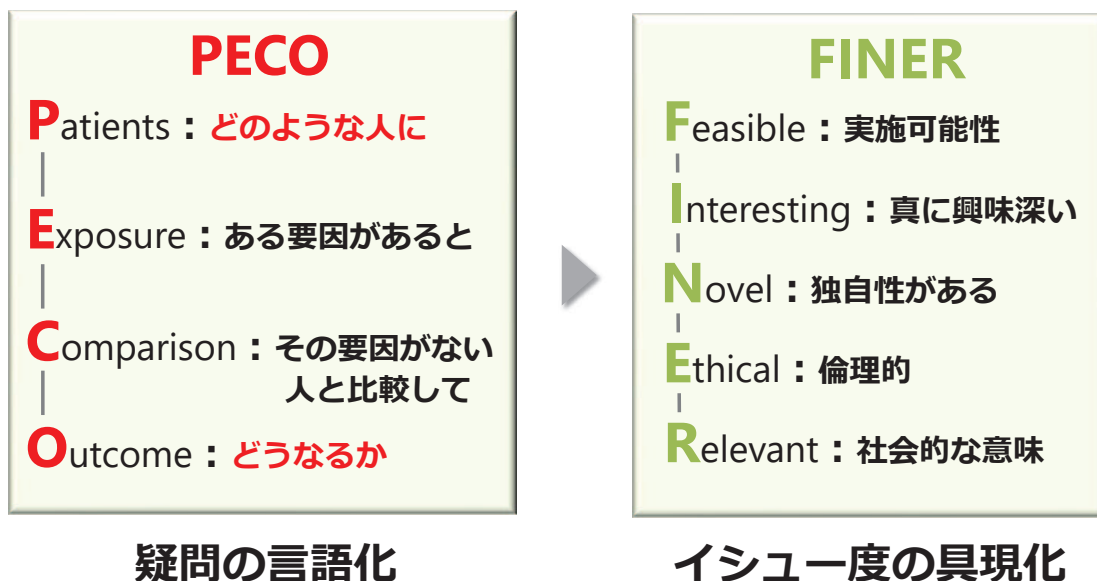 PECO
Patients：どのような人に
Exposure：ある要因があると
Comparison：その要因がない
人と比較して
Outcome：どうなるか
疑問の言語化
FINER
Feasible：実施可能性
Interesting：真に興味深い
Novel：独自性がある
Ethical：倫理的
Relevant：社会的な意味
イシュー度の具現化